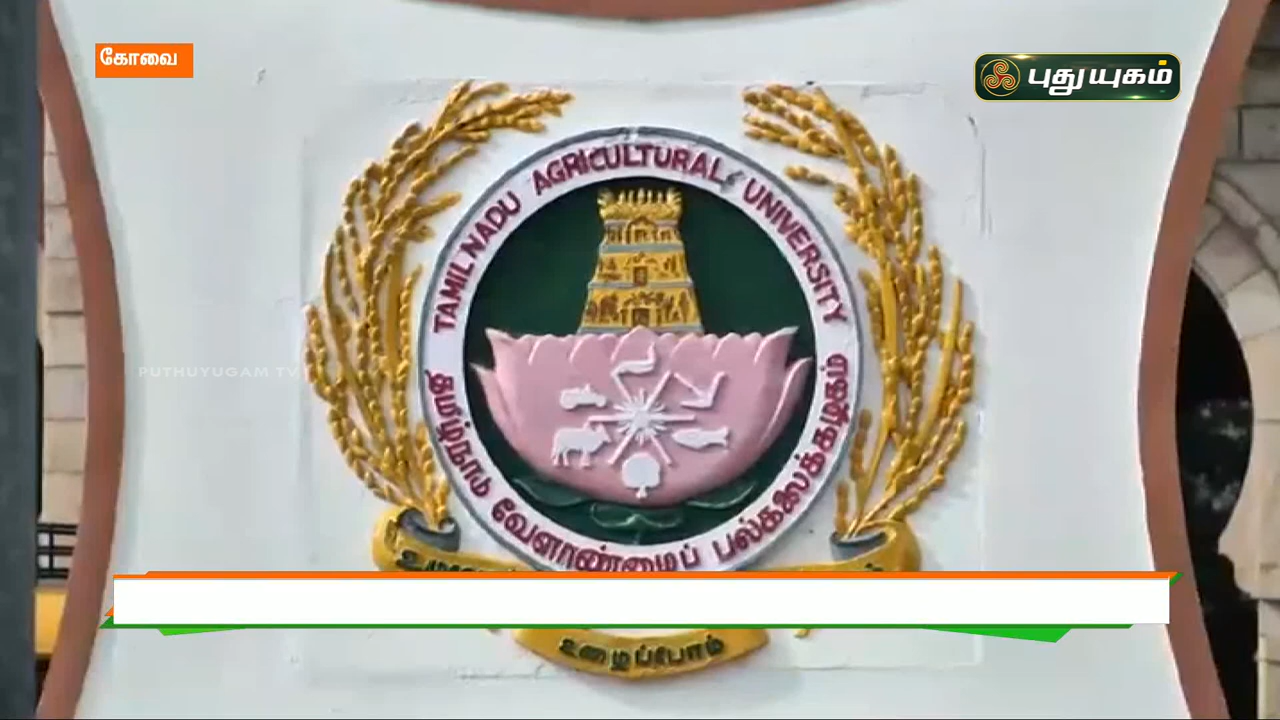 கோவை
புதுயுகம்
TAMIL NADU AGRICULTURAL UNIVERSITY
PUTHUYUGAM TV
தமிழ்நாடு வேளாண்மைப் பல்கலைக்கழகம்
உழைப்போம்